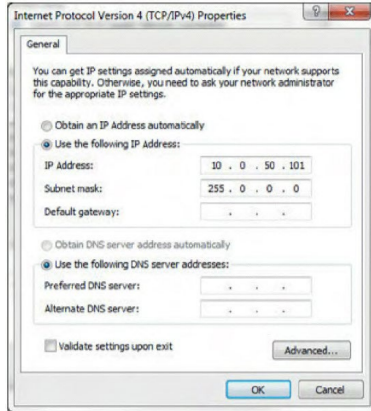 Internet Protocol Version 4 (TCP/IPv4) Properties
General
You can get IP settings assigned automatically if your network supports
this capability. Otherwise, you need to ask your network administrator
for the appropriate IP settings.
Obtain an IP Address automatically
Use the following IP Address:
IP Address: 10 . 0 . 50 . 101
Subnet mask: 255 . 0 . 0 . 0
Default gateway: . . .
Obtain DNS server address automatically
Use the following DNS server addresses:
Preferred DNS server: . . .
Alternate DNS server: . . .
Validate settings upon exit
Advanced...
OK Cancel